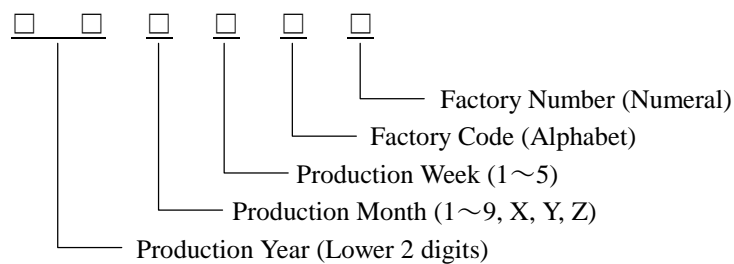 □ □ □ □ □ □
Factory Number (Numeral)
Factory Code (Alphabet)
Production Week (1～5)
Production Month (1～9, X, Y, Z)
Production Year (Lower 2 digits)